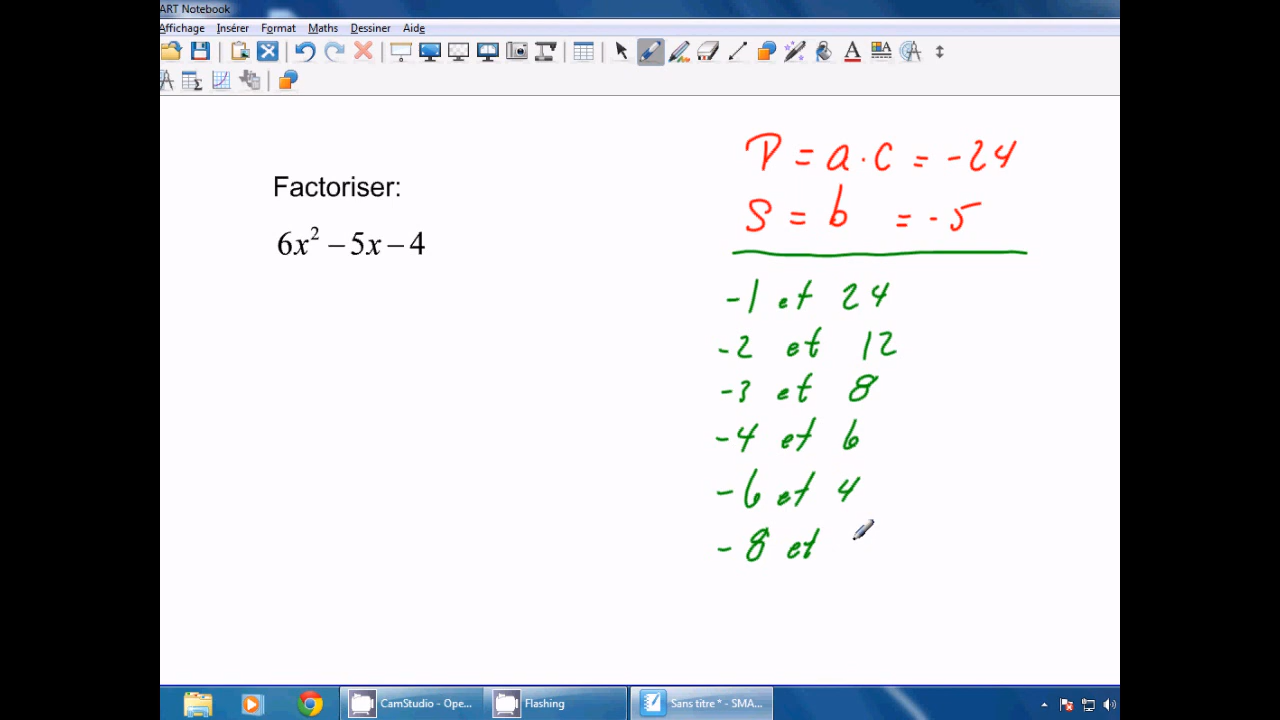 ART Notebook
Affichage Insérer Format Maths Dessiner Aide
Factoriser:
6x² − 5x − 4
P = a · c = -24
S = b = -5
-1 et 24
-2 et 12
-3 et 8
-4 et 6
-6 et 4
-8 et
CamStudio - Ope... Flashing Sans titre * - SMA...